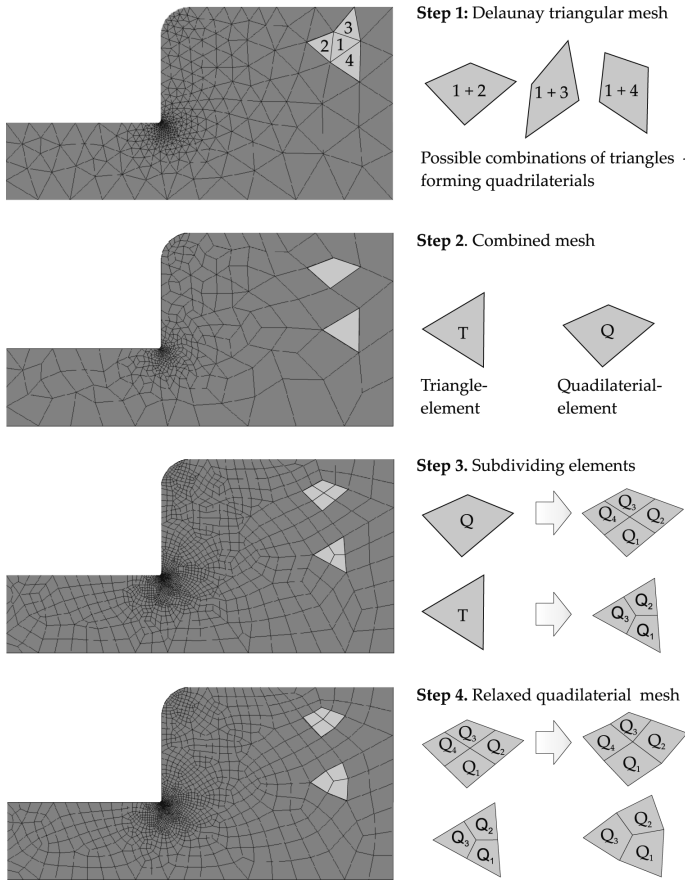 Step 1: Delaunay triangular mesh
3
2 1
4
1 + 2
1 + 3
1 + 4
Possible combinations of triangles -
forming quadrilaterials
Step 2. Combined mesh
T
Q
Triangle-
element
Quadilaterial-
element
Step 3. Subdividing elements
Q
Q3
Q4 Q2
Q1
T
Q2
Q3
Q1
Step 4. Relaxed quadilaterial mesh
Q3
Q4 Q2
Q1
Q3
Q4 Q2
Q1
Q2
Q3
Q1
Q2
Q3
Q1